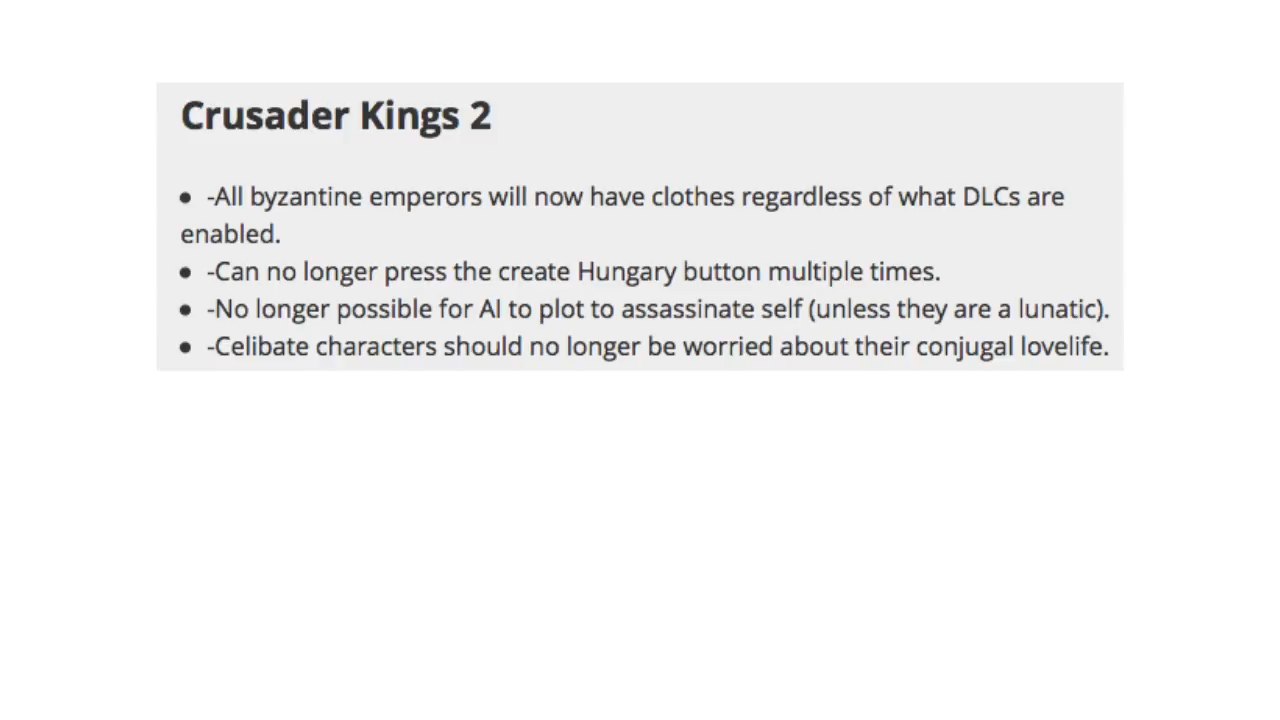 Crusader Kings 2
● -All byzantine emperors will now have clothes regardless of what DLCs are
enabled.
● -Can no longer press the create Hungary button multiple times.
● -No longer possible for AI to plot to assassinate self (unless they are a lunatic).
● -Celibate characters should no longer be worried about their conjugal lovelife.